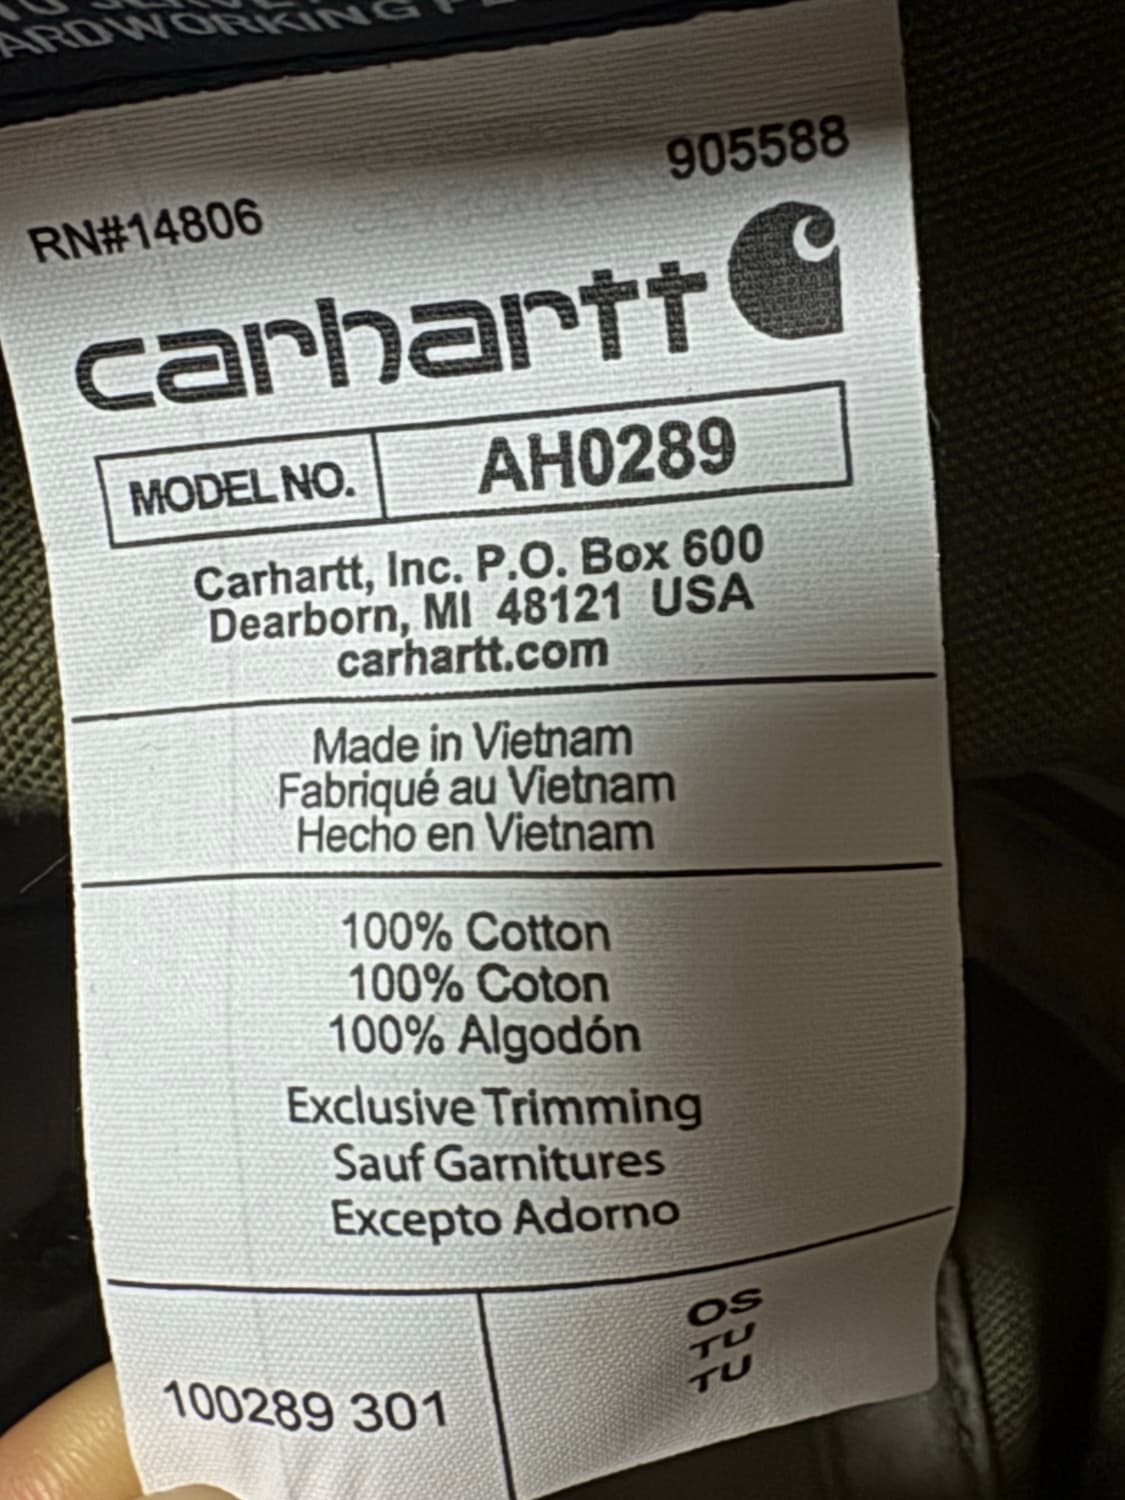 ARDWORKING
905588
RN#14806
carhartt
MODEL NO. AH0289
Carhartt, Inc. P.O. Box 600
Dearborn, MI 48121 USA
carhartt.com
Made in Vietnam
Fabriqué au Vietnam
Hecho en Vietnam
100% Cotton
100% Coton
100% Algodón
Exclusive Trimming
Sauf Garnitures
Excepto Adorno
OS
TU
TU
100289 301